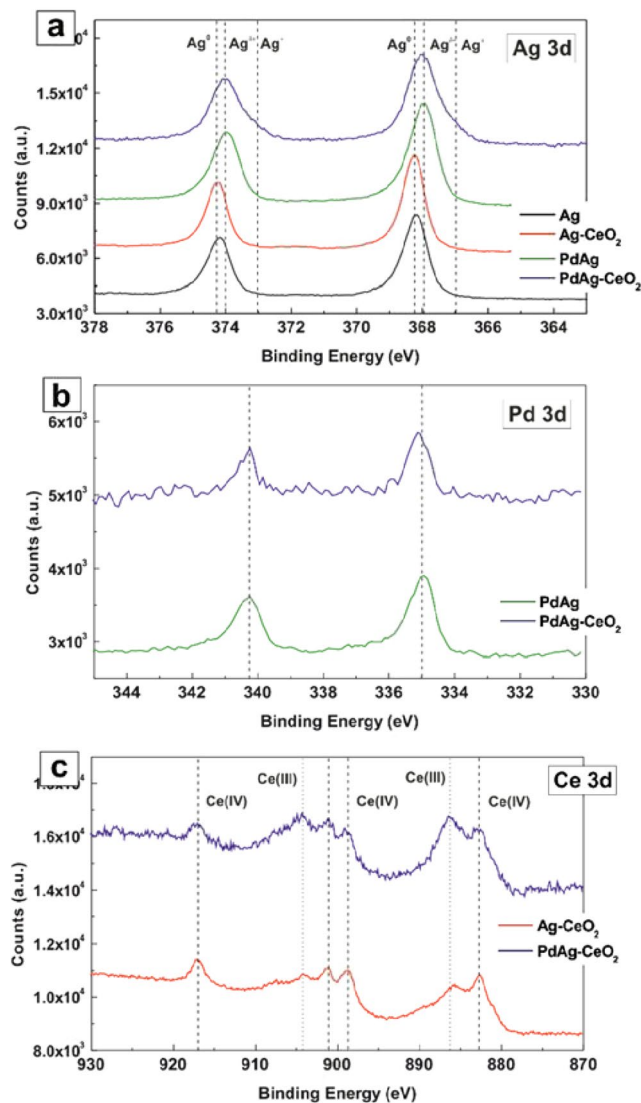 a
Ag⁰ Ag Ag⁺ Ag⁰ Ag Ag⁺
Ag 3d
1.5x10⁴
1.2x10⁴
9.0x10³
6.0x10³
3.0x10³
Counts (a.u.)
Ag
Ag-CeO₂
PdAg
PdAg-CeO₂
378 376 374 372 370 368 366 364
Binding Energy (eV)
b
Pd 3d
6x10³
5x10³
4x10³
3x10³
Counts (a.u.)
PdAg
PdAg-CeO₂
344 342 340 338 336 334 332 330
Binding Energy (eV)
c
Ce(III) Ce(III)
Ce 3d
Ce(IV) Ce(IV) Ce(IV)
1.6x10⁴
1.4x10⁴
1.2x10⁴
1.0x10⁴
8.0x10³
Counts (a.u.)
Ag-CeO₂
PdAg-CeO₂
930 920 910 900 890 880 870
Binding Energy (eV)